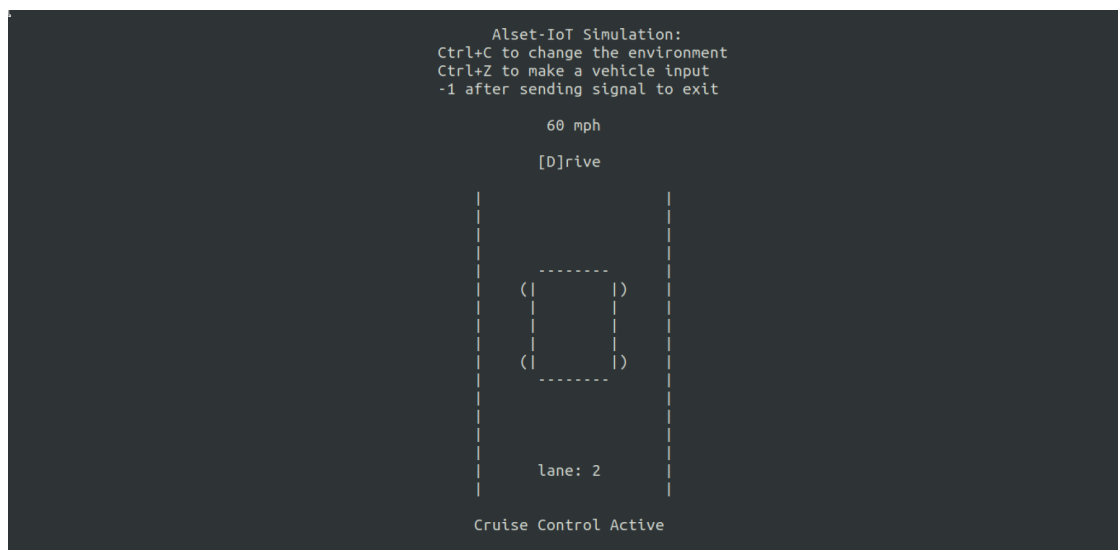 Alset-IoT Simulation:
Ctrl+C to change the environment
Ctrl+Z to make a vehicle input
-1 after sending signal to exit
60 mph
[D]rive
lane: 2
Cruise Control Active